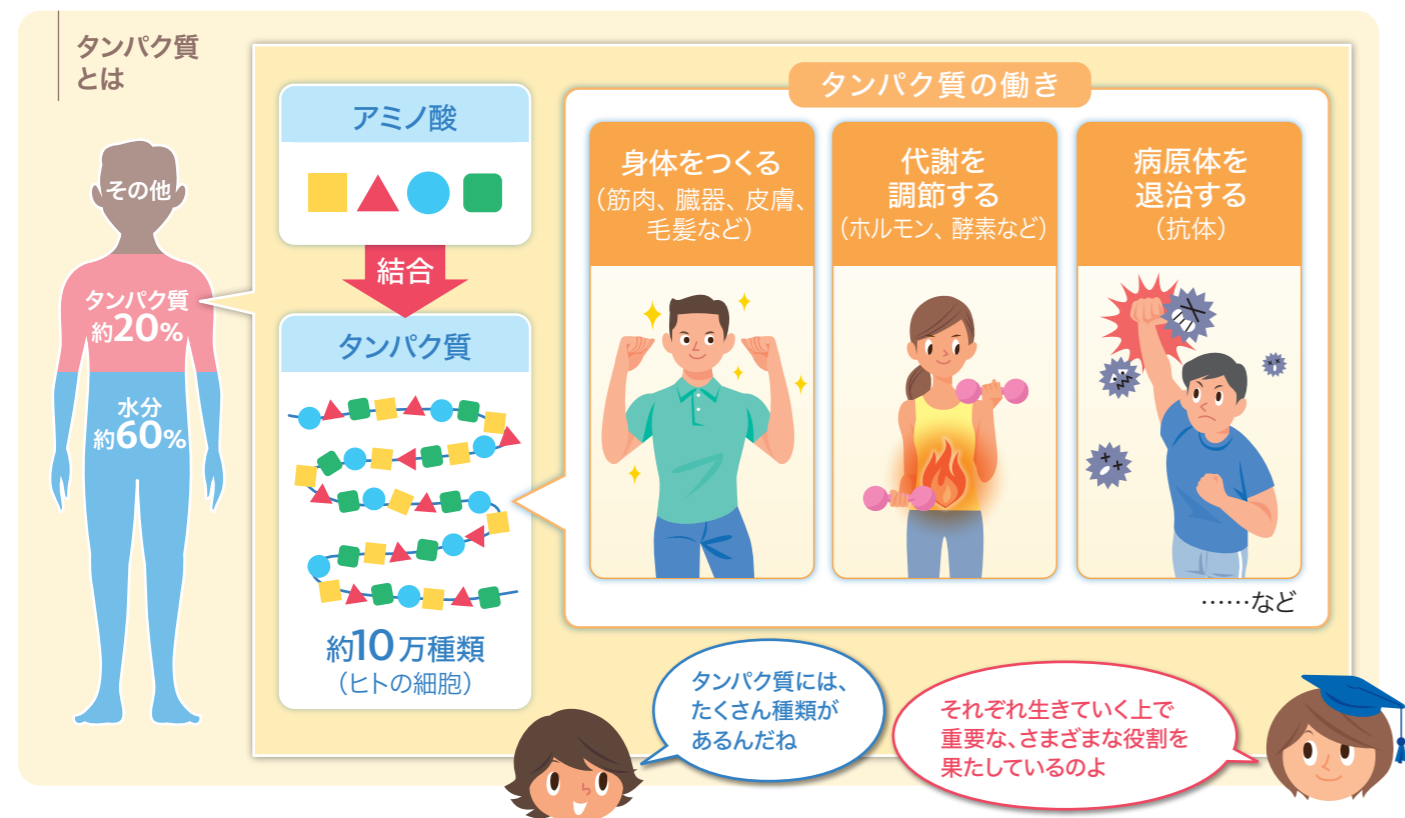 タンパク質
とは
その他
タンパク質
約20%
水分
約60%
アミノ酸
結合
タンパク質
約10万種類
（ヒトの細胞）
タンパク質の働き
身体をつくる
（筋肉、臓器、皮膚、
毛髪など）
代謝を
調節する
（ホルモン、酵素など）
病原体を
退治する
（抗体）
……など
タンパク質には、
たくさん種類が
あるんだね
それぞれ生きていく上で
重要な、さまざまな役割を
果たしているのよ